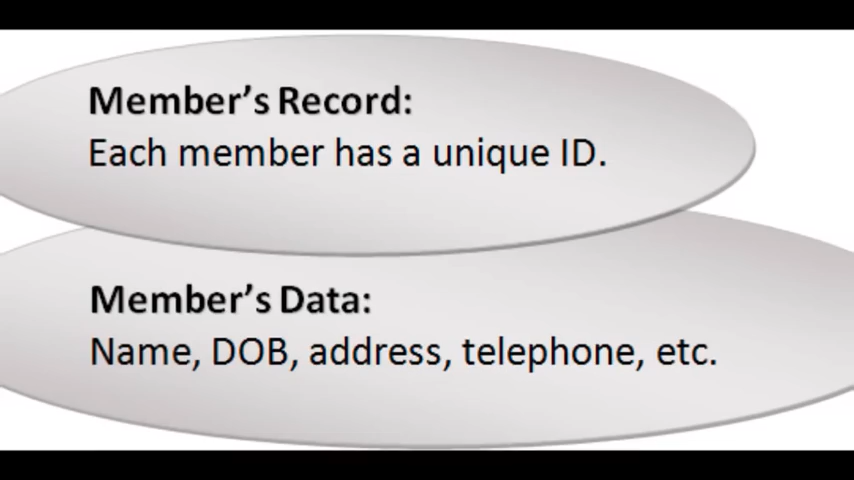 Member’s Record:
Each member has a unique ID.
Member’s Data:
Name, DOB, address, telephone, etc.